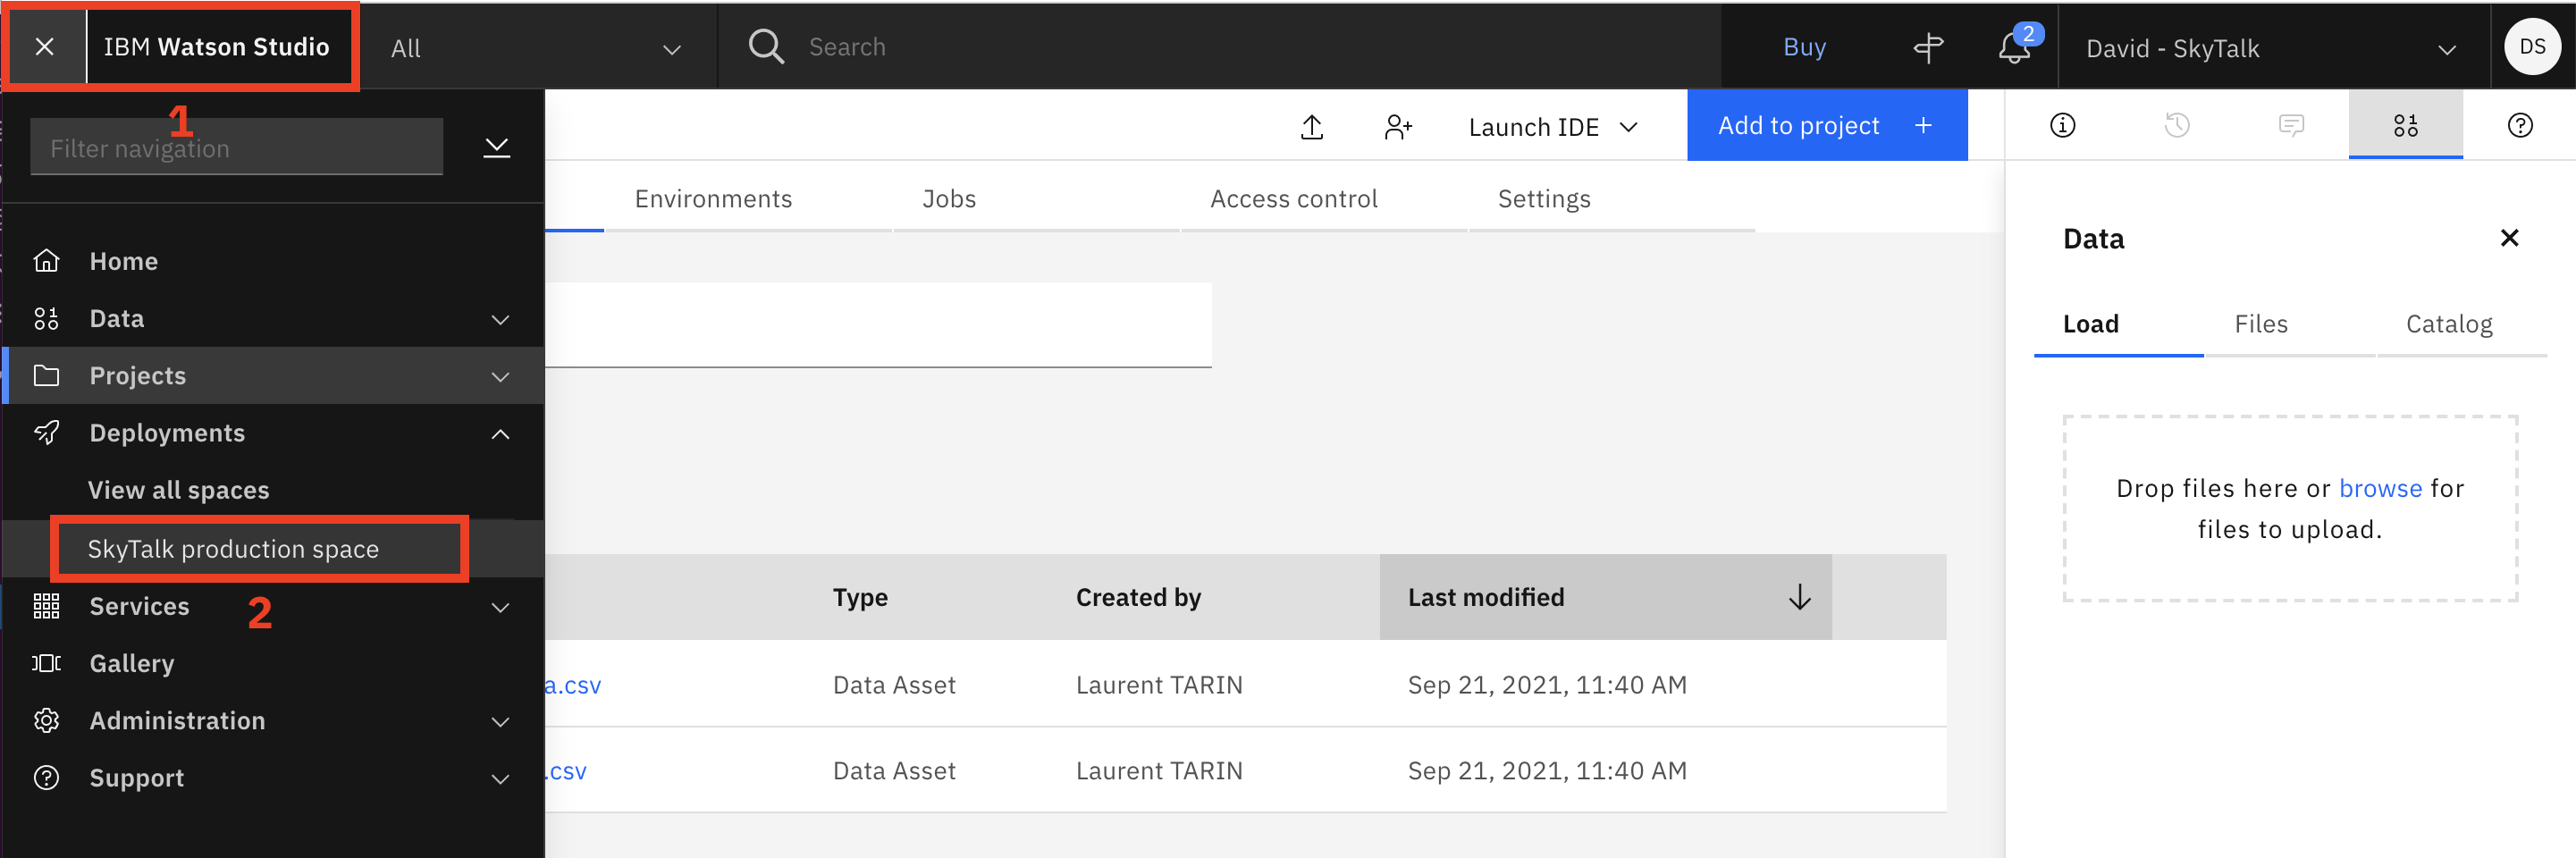 IBM Watson Studio
All
Search
Buy
2
David - SkyTalk
DS
1
Filter navigation
Home
Data
Projects
Deployments
View all spaces
SkyTalk production space
Services
2
Gallery
Administration
Support
Launch IDE
Add to project +
Environments
Jobs
Access control
Settings
Type
Created by
Last modified
a.csv
Data Asset
Laurent TARIN
Sep 21, 2021, 11:40 AM
.csv
Data Asset
Laurent TARIN
Sep 21, 2021, 11:40 AM
Data
Load
Files
Catalog
Drop files here or browse for
files to upload.